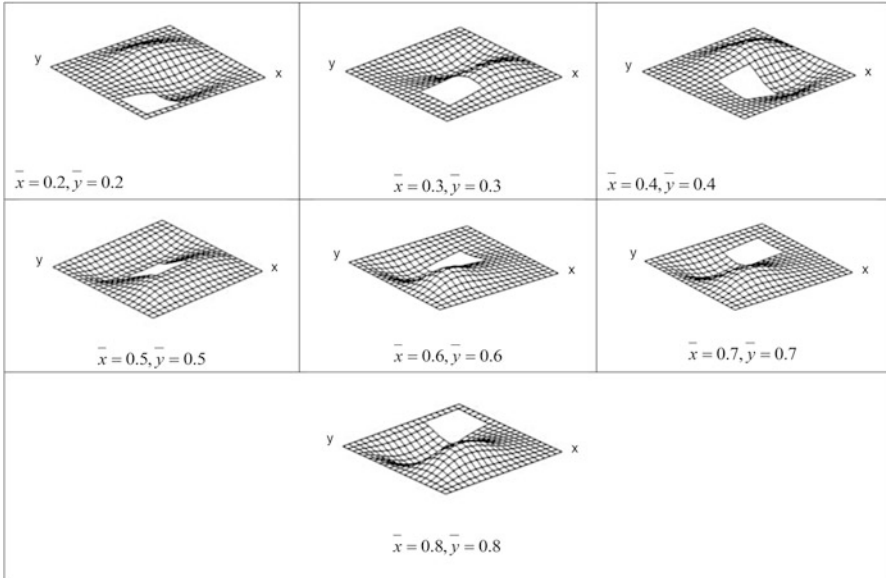 y
x
x̄ = 0.2, ȳ = 0.2
y
x
x̄ = 0.3, ȳ = 0.3
y
x
x̄ = 0.4, ȳ = 0.4
y
x
x̄ = 0.5, ȳ = 0.5
y
x
x̄ = 0.6, ȳ = 0.6
y
x
x̄ = 0.7, ȳ = 0.7
y
x
x̄ = 0.8, ȳ = 0.8